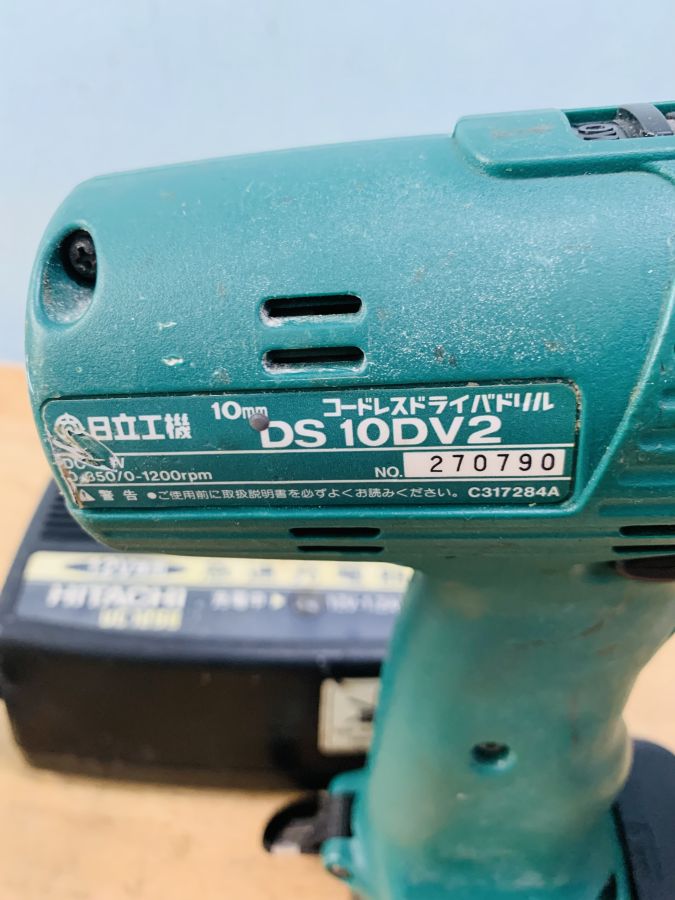 日立工機 10mm コードレスドライバドリル
DS 10DV2
NO. 270790
350/0-1200rpm
警告 ●ご使用前に取扱説明書を必ずよくお読みください。 C317284A
HITACHI